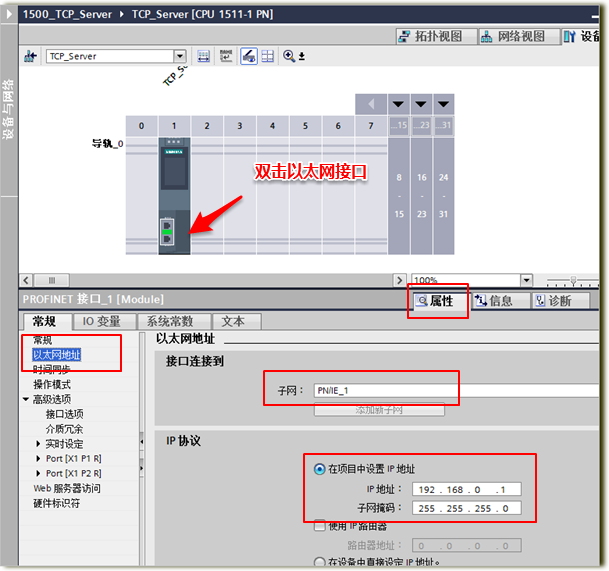 1500_TCP_Server ▸ TCP_Server [CPU 1511-1 PN]
拓扑视图 网络视图 设备
TCP_Server
设备与网络
TCP_Se
0 1 2 3 4 5 6 7 ...15 ...23 ...31
导轨_0
SIEMENS
8 16 24
- - -
15 23 31
双击以太网接口
100%
PROFINET 接口_1 [Module]
属性 信息 诊断
常规 IO 变量 系统常数 文本
常规
以太网地址
时间同步
操作模式
高级选项
接口选项
介质冗余
实时设定
Port [X1 P1 R]
Port [X1 P2 R]
Web 服务器访问
硬件标识符
以太网地址
接口连接到
子网: PN/IE_1
添加新子网
IP 协议
在项目中设置 IP 地址
IP 地址: 192 . 168 . 0 . 1
子网掩码: 255 . 255 . 255 . 0
使用 IP 路由器
路由器地址: 0 . 0 . 0 . 0
在设备中直接设定 IP 地址。